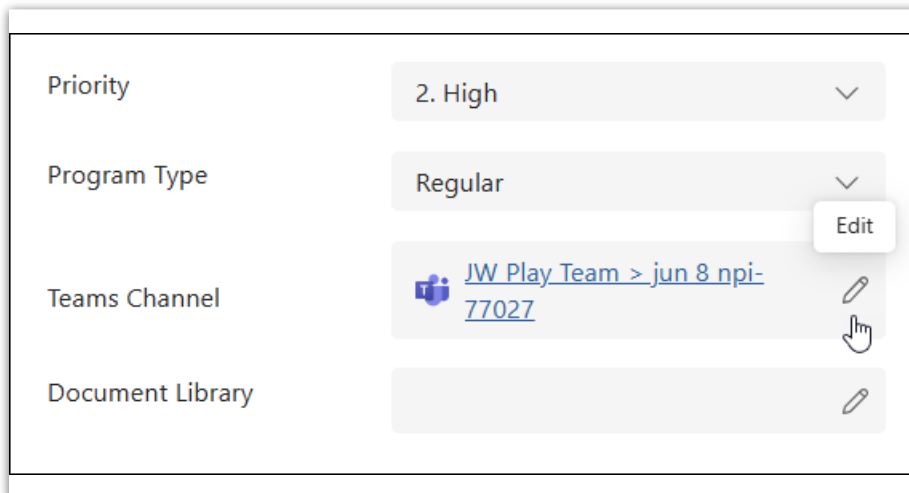 Priority
2. High
Program Type
Regular
Edit
Teams Channel
JW Play Team > jun 8 npi-
77027
Document Library